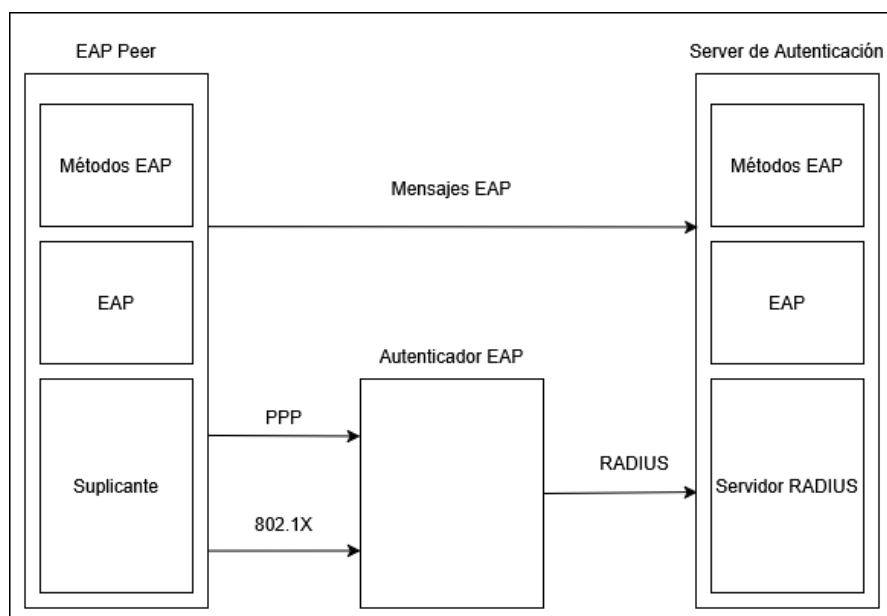 EAP Peer
Server de Autenticación
Métodos EAP
Mensajes EAP
Métodos EAP
EAP
EAP
Autenticador EAP
PPP
RADIUS
Suplicante
Servidor RADIUS
802.1X